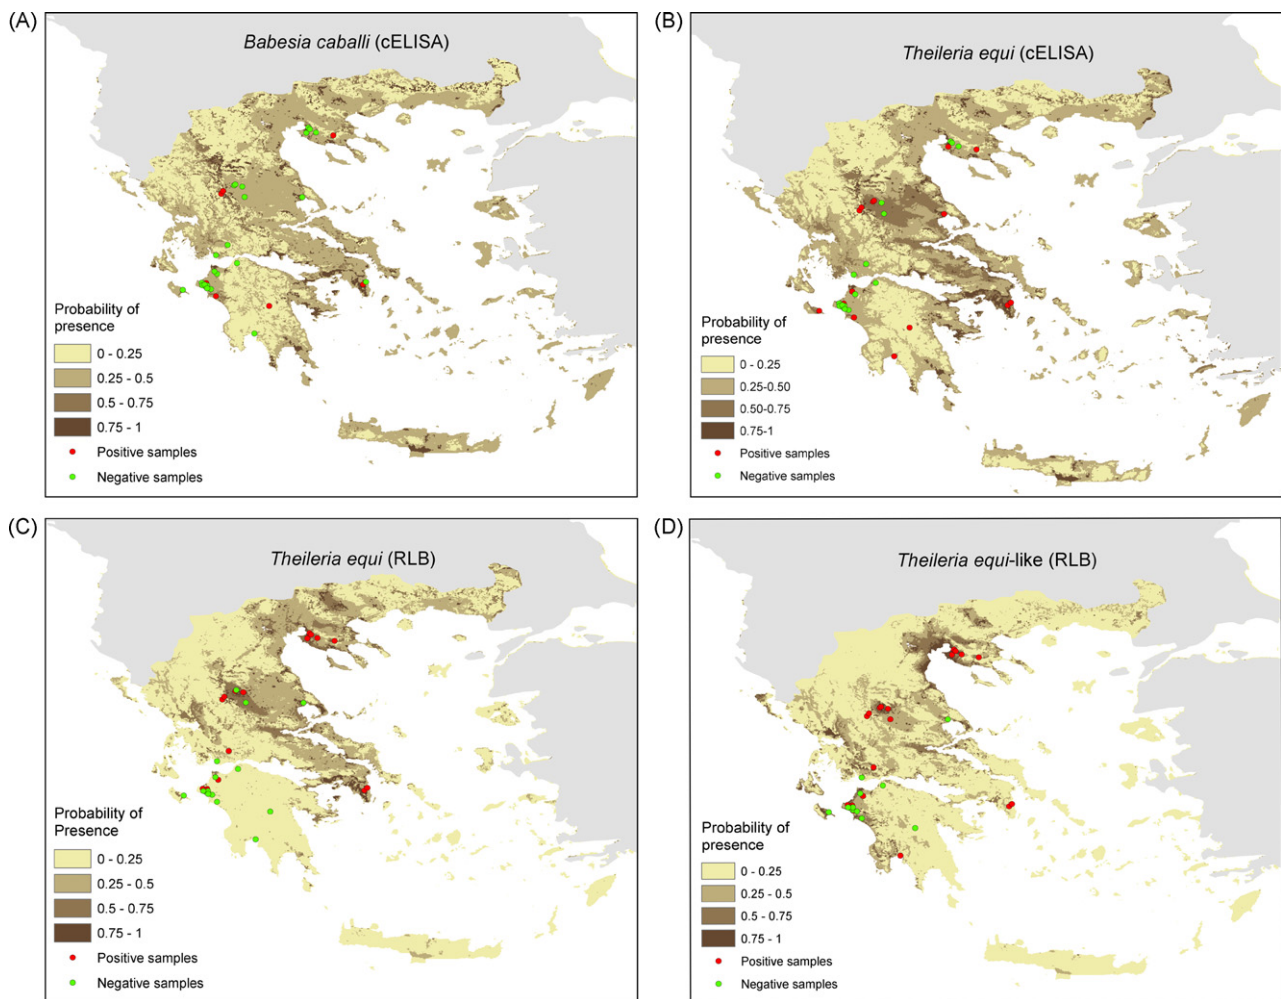 (A)
Babesia caballi (cELISA)
Probability of
presence
0 - 0.25
0.25 - 0.5
0.5 - 0.75
0.75 - 1
Positive samples
Negative samples
(B)
Theileria equi (cELISA)
Probability of
presence
0 - 0.25
0.25-0.50
0.50-0.75
0.75-1
Positive samples
Negative samples
(C)
Theileria equi (RLB)
Probability of
Presence
0 - 0.25
0.25 - 0.5
0.5 - 0.75
0.75 - 1
Positive samples
Negative samples
(D)
Theileria equi-like (RLB)
Probability of
presence
0 - 0.25
0.25 - 0.5
0.5 - 0.75
0.75 - 1
Positive samples
Negative samples